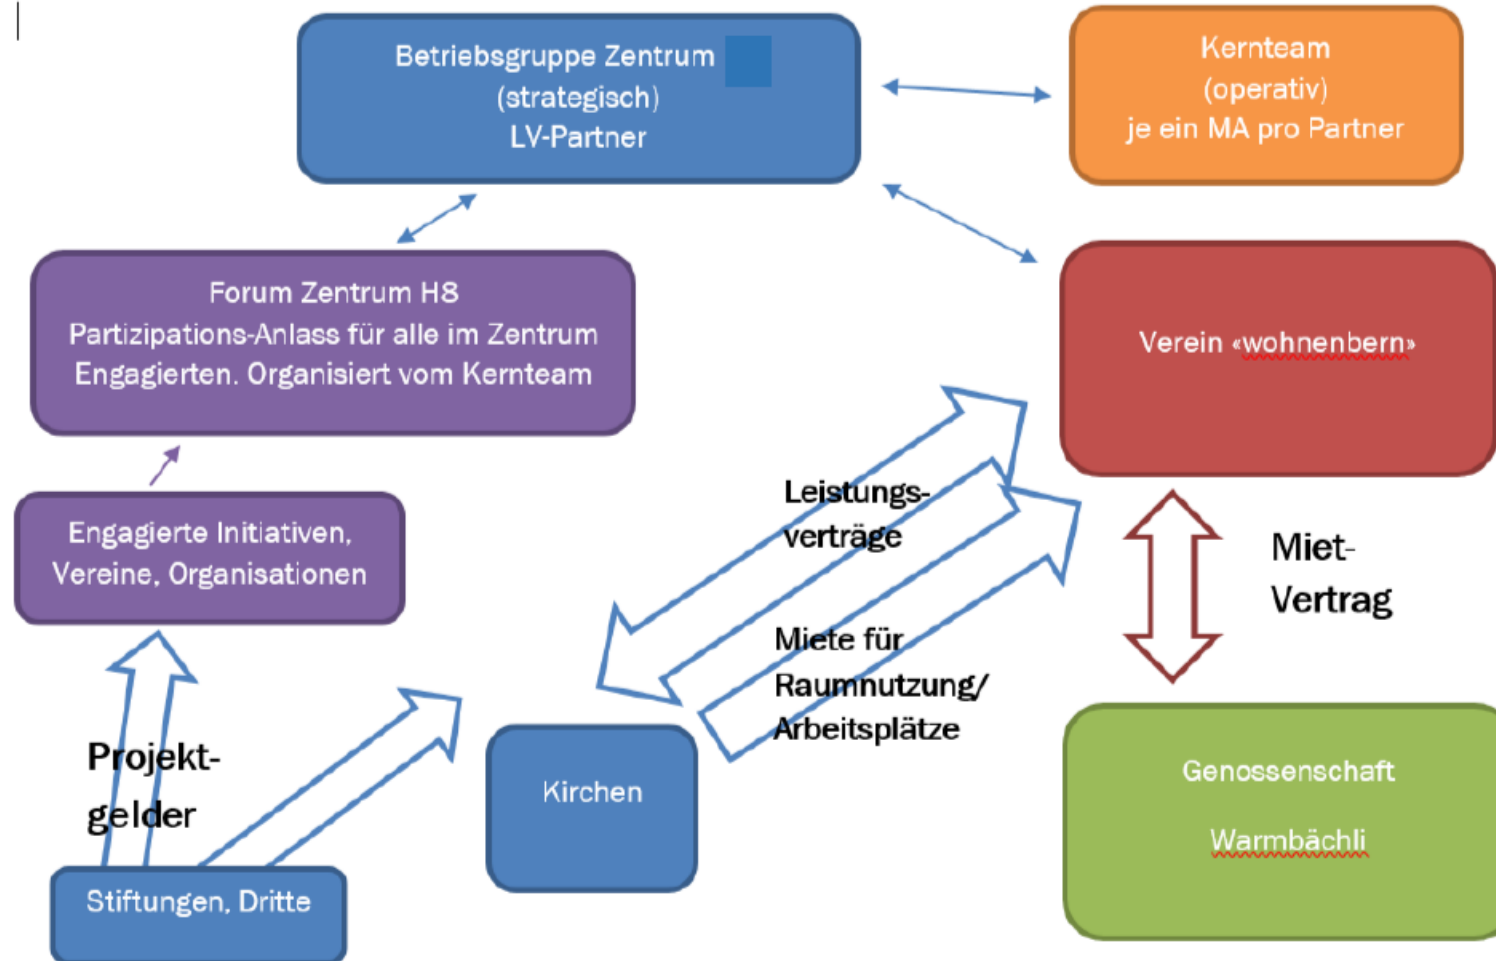 Betriebsgruppe Zentrum
(strategisch)
LV-Partner
Kernteam
(operativ)
je ein MA pro Partner
Forum Zentrum H8
Partizipations-Anlass für alle im Zentrum
Engagierten. Organisiert vom Kernteam
Verein «wohnenbern»
Engagierte Initiativen,
Vereine, Organisationen
Leistungs-
verträge
Miet-
Vertrag
Miete für
Raumnutzung/
Arbeitsplätze
Projekt-
gelder
Kirchen
Genossenschaft
Warmbächli
Stiftungen, Dritte